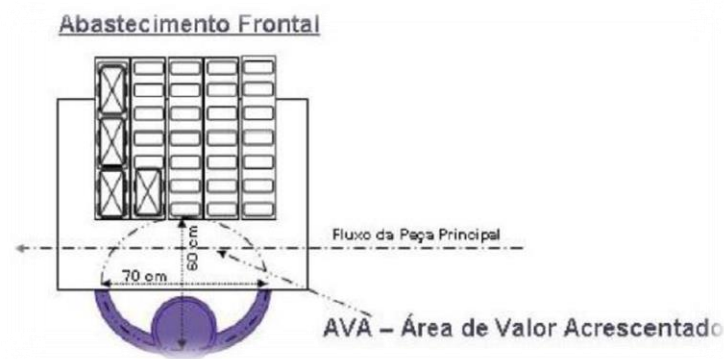 Abastecimento Frontal
Fluxo da Peça Principal
60 cm
70 cm
AVA – Área de Valor Acrescentado